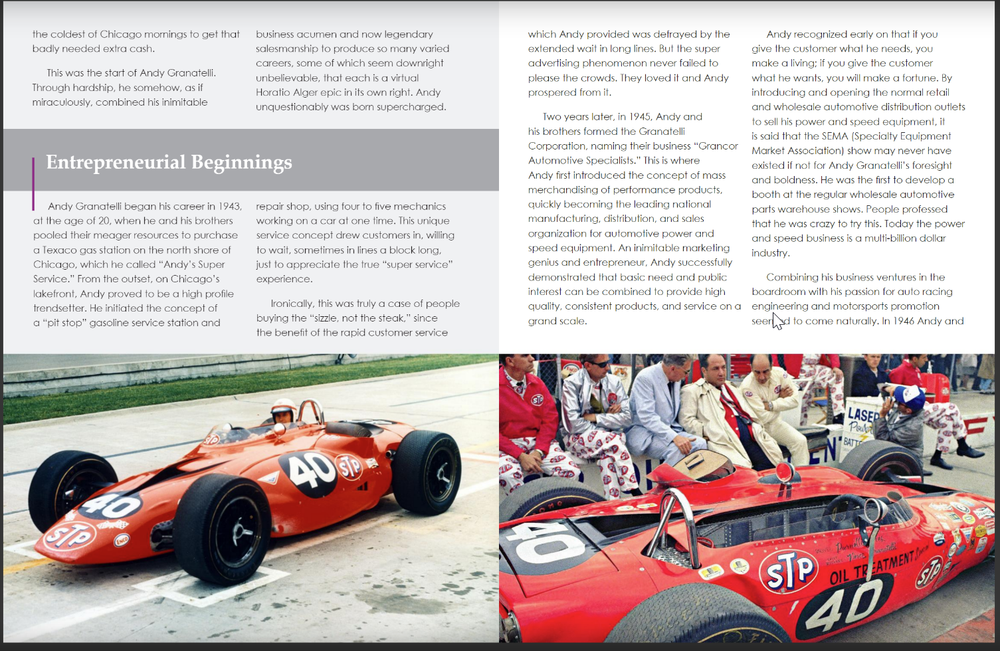 the coldest of Chicago mornings to get that
badly needed extra cash.
This was the start of Andy Granatelli.
Through hardship, he somehow, as if
miraculously, combined his inimitable
business acumen and now legendary
salesmanship to produce so many varied
careers, some of which seem downright
unbelievable, that each is a virtual
Horatio Alger epic in its own right. Andy
unquestionably was born supercharged.
Entrepreneurial Beginnings
Andy Granatelli began his career in 1943,
at the age of 20, when he and his brothers
pooled their meager resources to purchase
a Texaco gas station on the north shore of
Chicago, which he called “Andy’s Super
Service.” From the outset, on Chicago’s
lakefront, Andy proved to be a high profile
trendsetter. He initiated the concept of
a “pit stop” gasoline service station and
repair shop, using four to five mechanics
working on a car at one time. This unique
service concept drew customers in, willing
to wait, sometimes in lines a block long,
just to appreciate the true “super service”
experience.
Ironically, this was truly a case of people
buying the “sizzle, not the steak,” since
the benefit of the rapid customer service
which Andy provided was defrayed by the
extended wait in long lines. But the super
advertising phenomenon never failed to
please the crowds. They loved it and Andy
prospered from it.
Two years later, in 1945, Andy and
his brothers formed the Granatelli
Corporation, naming their business “Grancor
Automotive Specialists.” This is where
Andy first introduced the concept of mass
merchandising of performance products,
quickly becoming the leading national
manufacturing, distribution, and sales
organization for automotive power and
speed equipment. An inimitable marketing
genius and entrepreneur, Andy successfully
demonstrated that basic need and public
interest can be combined to provide high
quality, consistent products, and service on a
grand scale.
Andy recognized early on that if you
give the customer what he needs, you
make a living; if you give the customer
what he wants, you will make a fortune. By
introducing and opening the normal retail
and wholesale automotive distribution outlets
to sell his power and speed equipment, it
is said that the SEMA (Specialty Equipment
Market Association) show may never have
existed if not for Andy Granatelli’s foresight
and boldness. He was the first to develop a
booth at the regular wholesale automotive
parts warehouse shows. People professed
that he was crazy to try this. Today the power
and speed business is a multi-billion dollar
industry.
Combining his business ventures in the
boardroom with his passion for auto racing
engineering and motorsports promotion
to come naturally. In 1946 Andy and
STP
40
STP
40
STP
ENCO
STP
LASER
Power
BATT
40
STP
OIL TREATMENT
STP
40